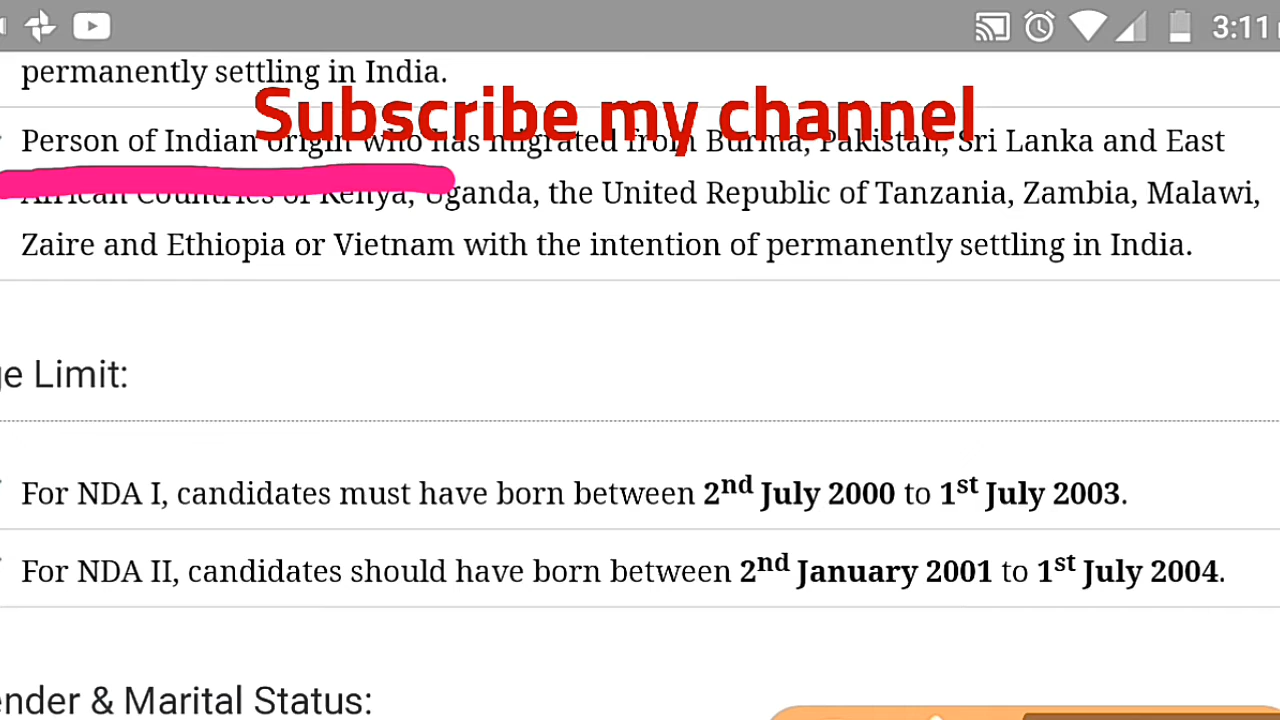 3:11
permanently settling in India.
Subscribe my channel
Person of Indian origin who has migrated from Burma, Pakistan, Sri Lanka and East
African Countries of Kenya, Uganda, the United Republic of Tanzania, Zambia, Malawi,
Zaire and Ethiopia or Vietnam with the intention of permanently settling in India.
ge Limit:
For NDA I, candidates must have born between 2nd July 2000 to 1st July 2003.
For NDA II, candidates should have born between 2nd January 2001 to 1st July 2004.
ender & Marital Status: